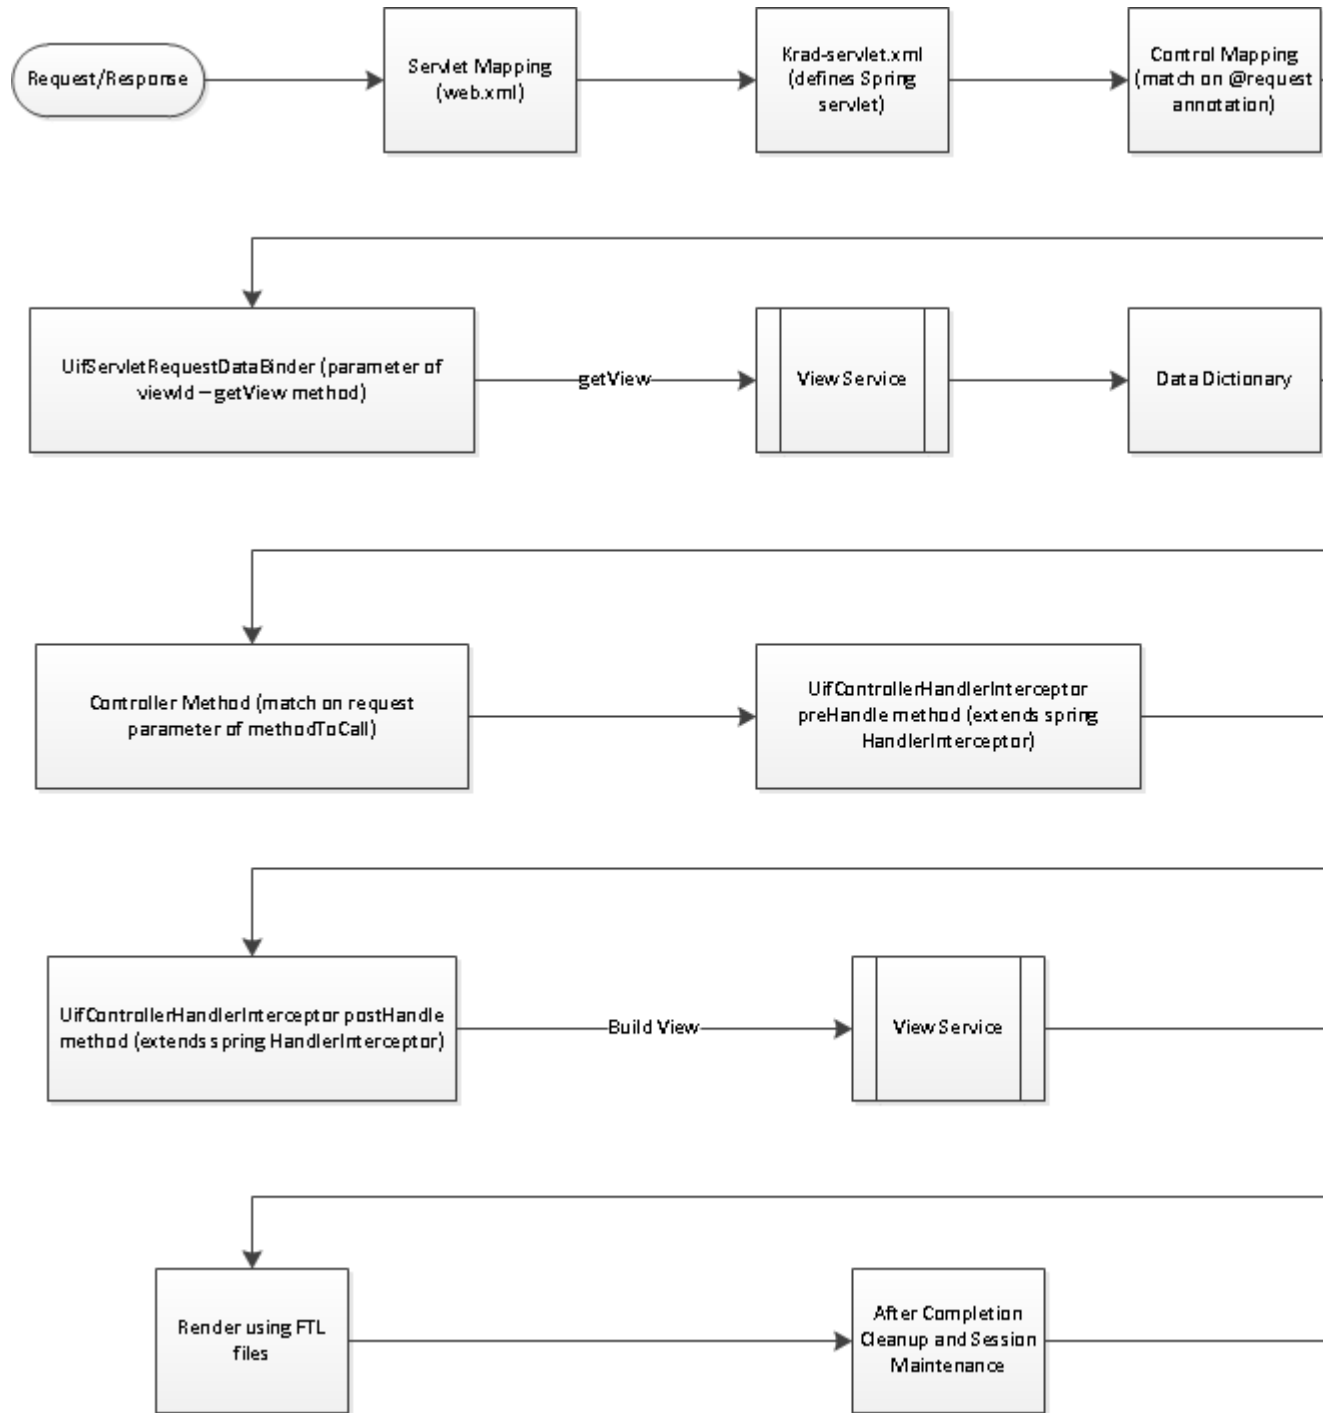 Request/Response
Servlet Mapping
(web.xml)
Krad-servlet.xml
(defines Spring
servlet)
Control Mapping
(match on @request
annotation)
UifServletRequestDataBinder (parameter of
viewId – getView method)
getView
View Service
Data Dictionary
Controller Method (match on request
parameter of methodToCall)
UifControllerHandlerInterceptor
preHandle method (extends spring
HandlerInterceptor)
UifControllerHandlerInterceptor postHandle
method (extends spring HandlerInterceptor)
Build View
View Service
Render using FTL
files
After Completion
Cleanup and Session
Maintenance